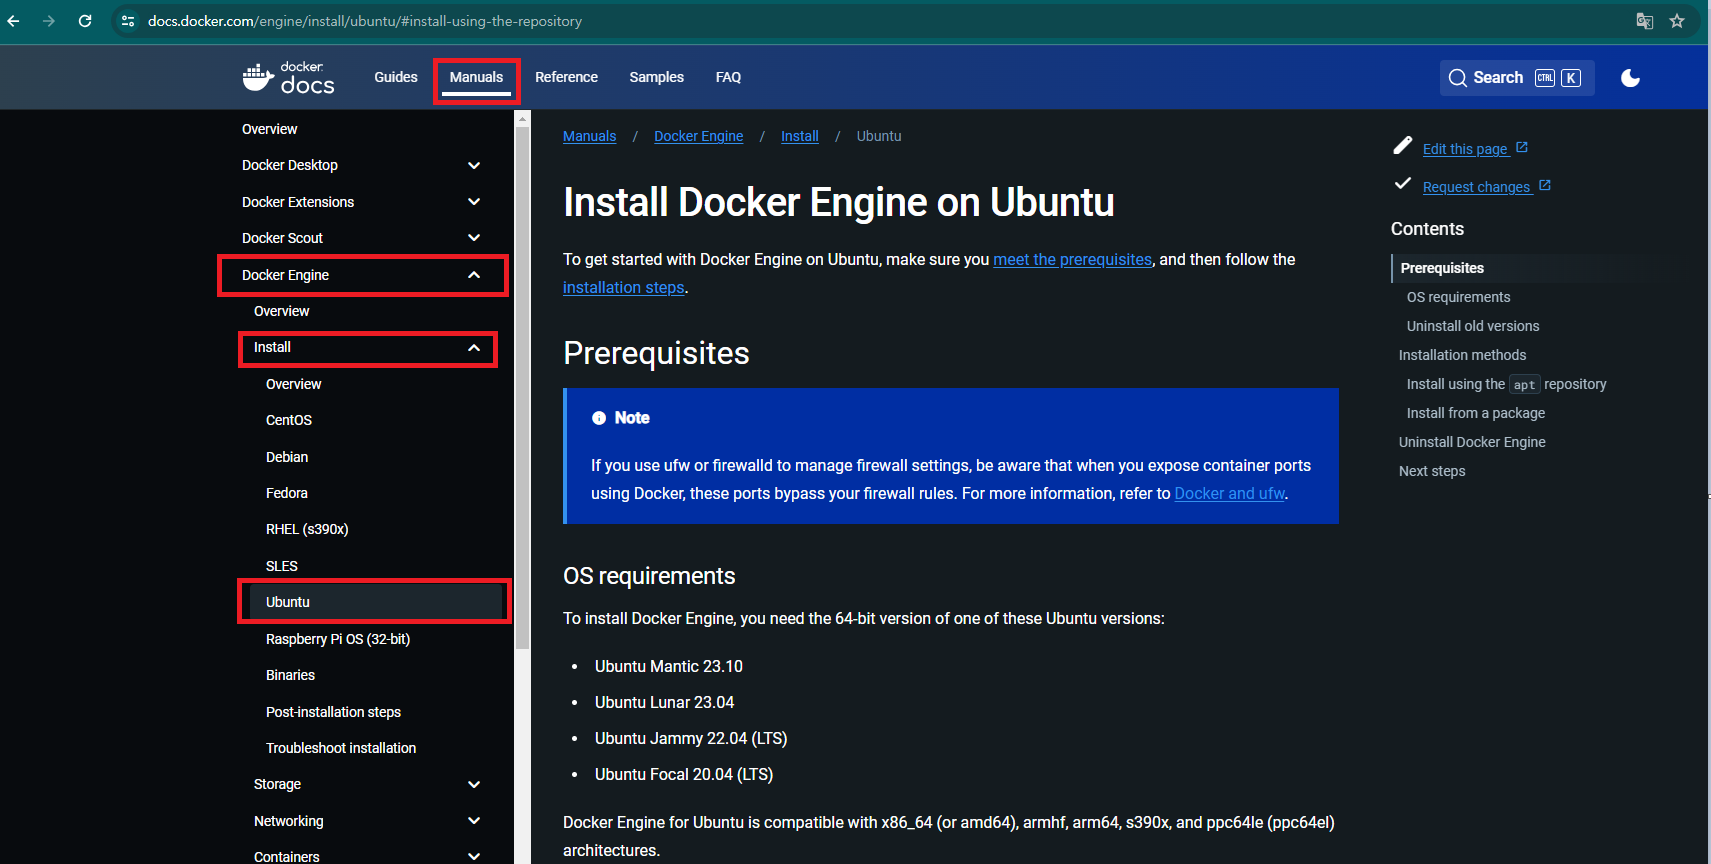 docs.docker.com/engine/install/ubuntu/#install-using-the-repository
docker
docs
Guides
Manuals
Reference
Samples
FAQ
Search CTRL K
Overview
Docker Desktop
Docker Extensions
Docker Scout
Docker Engine
Overview
Install
Overview
CentOS
Debian
Fedora
RHEL (s390x)
SLES
Ubuntu
Raspberry Pi OS (32-bit)
Binaries
Post-installation steps
Troubleshoot installation
Storage
Networking
Containers
Manuals / Docker Engine / Install / Ubuntu
Install Docker Engine on Ubuntu
To get started with Docker Engine on Ubuntu, make sure you meet the prerequisites, and then follow the
installation steps.
Prerequisites
Note
If you use ufw or firewalld to manage firewall settings, be aware that when you expose container ports
using Docker, these ports bypass your firewall rules. For more information, refer to Docker and ufw.
OS requirements
To install Docker Engine, you need the 64-bit version of one of these Ubuntu versions:
• Ubuntu Mantic 23.10
• Ubuntu Lunar 23.04
• Ubuntu Jammy 22.04 (LTS)
• Ubuntu Focal 20.04 (LTS)
Docker Engine for Ubuntu is compatible with x86_64 (or amd64), armhf, arm64, s390x, and ppc64le (ppc64el)
architectures.
Edit this page
Request changes
Contents
Prerequisites
OS requirements
Uninstall old versions
Installation methods
Install using the apt repository
Install from a package
Uninstall Docker Engine
Next steps